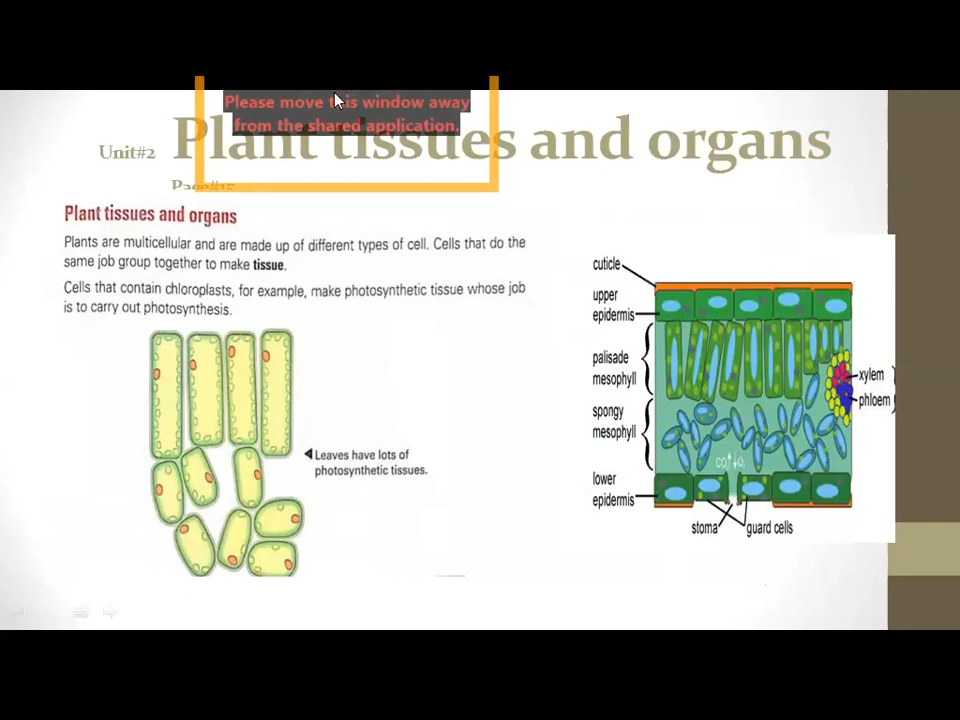 Please move this window away
from the shared application.
Unit#2 Plant tissues and organs
Plant tissues and organs
Plants are multicellular and are made up of different types of cell. Cells that do the
same job group together to make tissue.
Cells that contain chloroplasts, for example, make photosynthetic tissue whose job
is to carry out photosynthesis.
Leaves have lots of
photosynthetic tissues.
cuticle
upper
epidermis
palisade
mesophyll
spongy
mesophyll
lower
epidermis
xylem
phloem
CO₂ O₂
stoma
guard cells